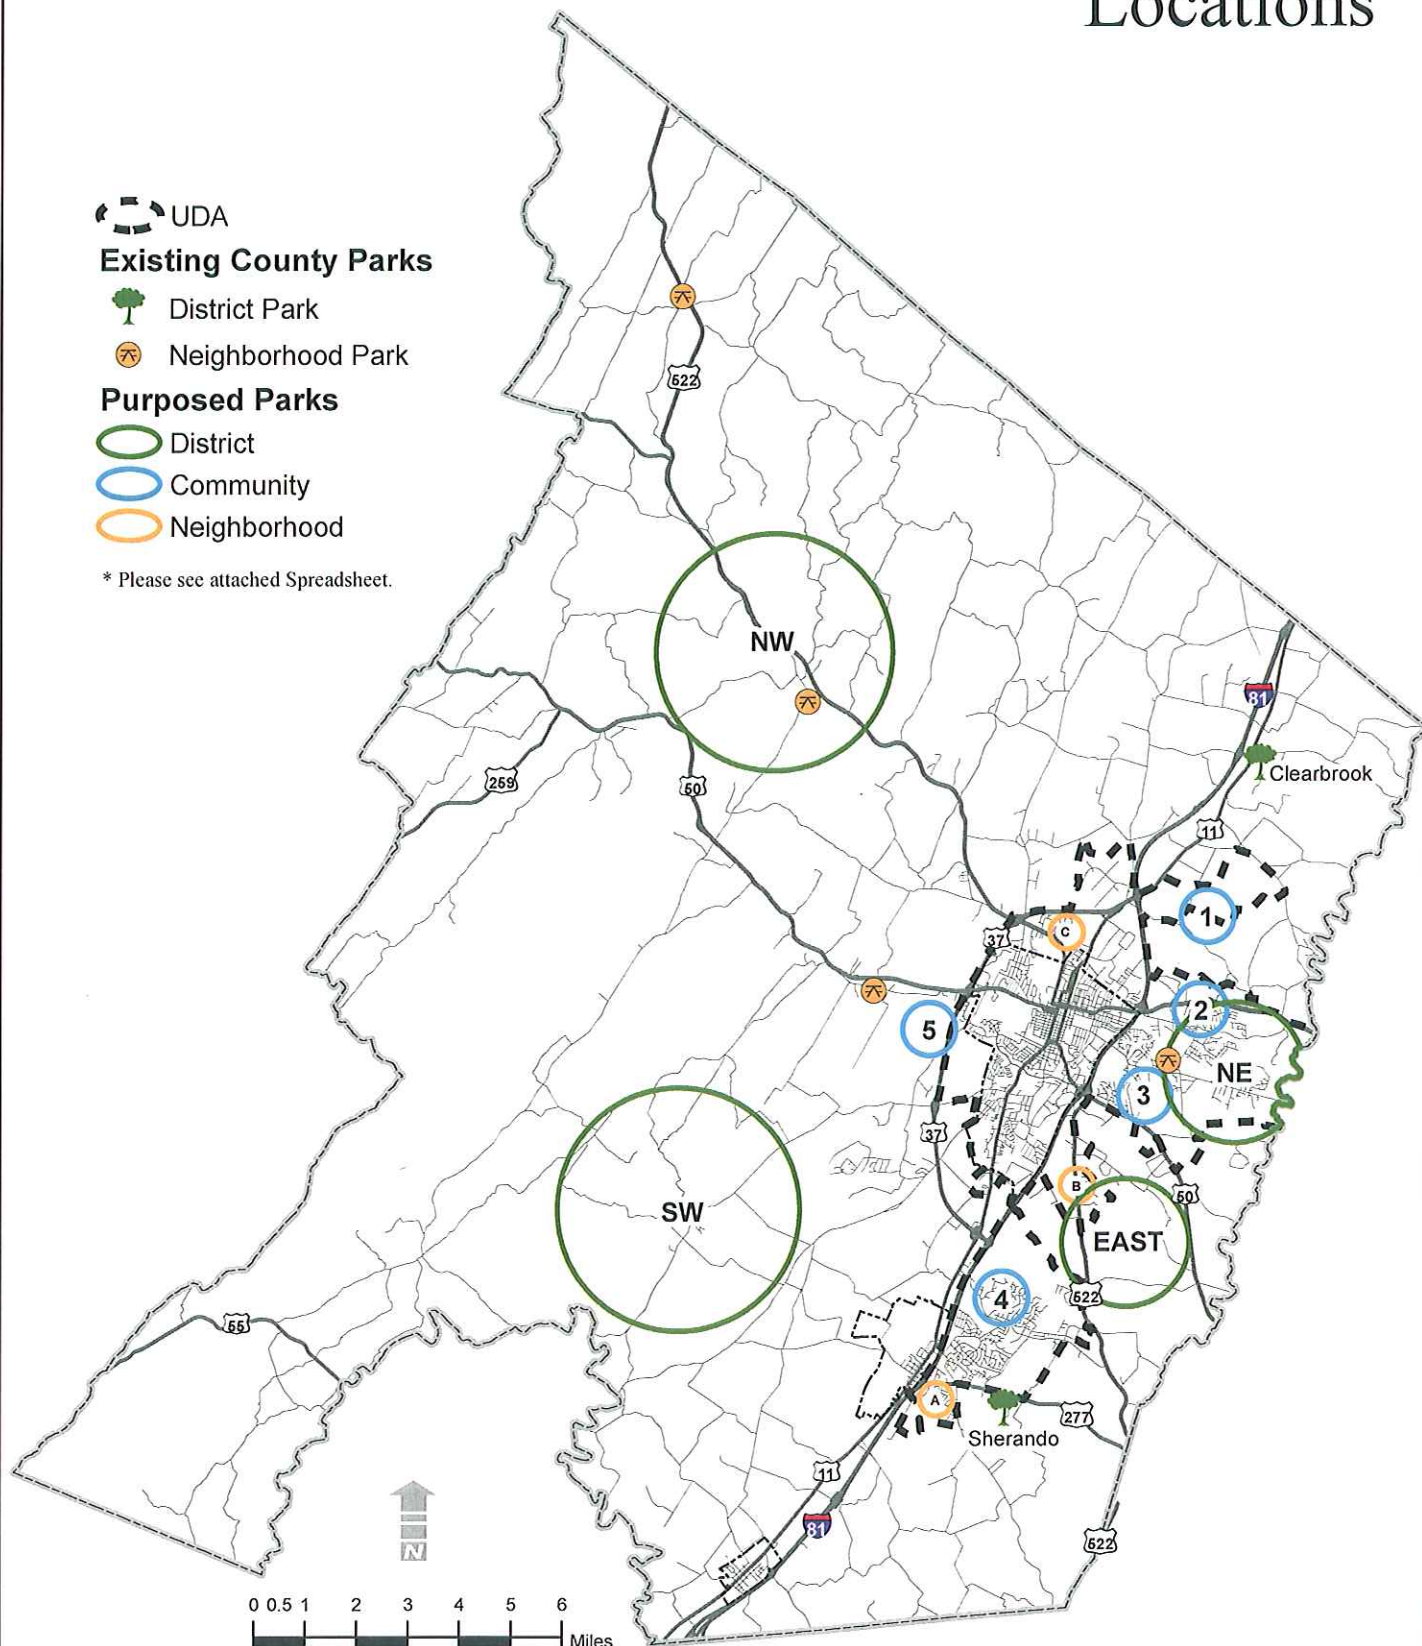 Locations
UDA
Existing County Parks
District Park
Neighborhood Park
Purposed Parks
District
Community
Neighborhood
* Please see attached Spreadsheet.
522
NW
81
Clearbrook
259
50
11
1
C
37
2
5
NE
3
37
B
50
SW
EAST
522
4
55
A
277
Sherando
11
81
522
N
0 0.5 1 2 3 4 5 6
Miles